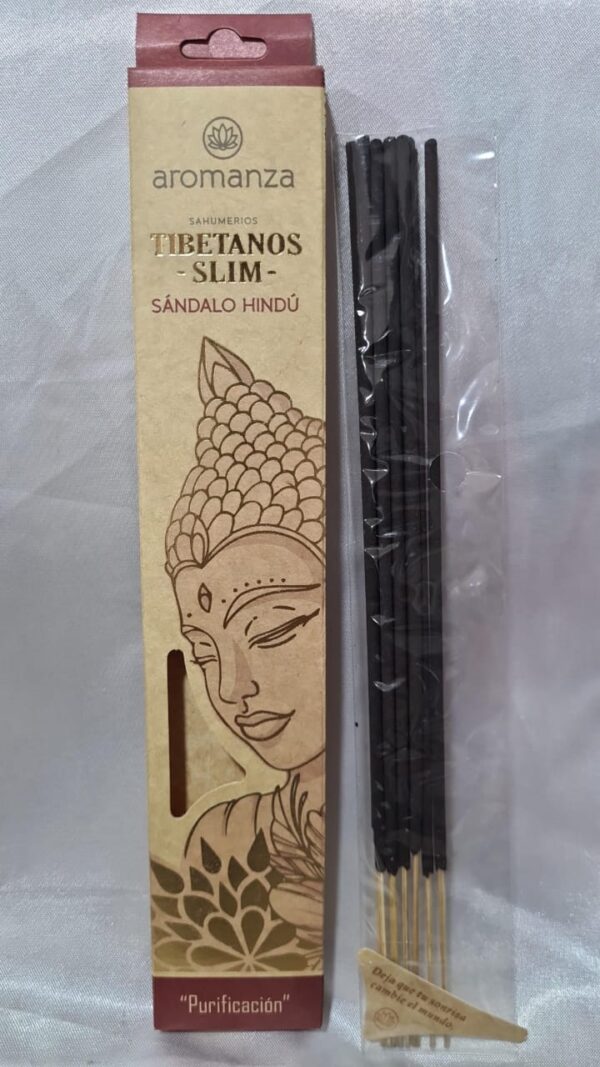 aromanza
SAHUMERIOS
TIBETANOS
- SLIM -
SÁNDALO HINDÚ
"Purificación"
Deja que tu sonrisa
cambie el mundo.